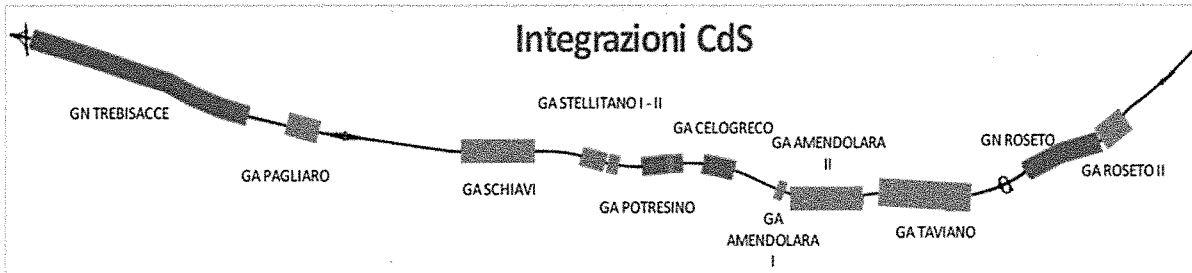 Integrazioni CdS
GN TREBISACCE
GA PAGLIARO
GA SCHIAVI
GA STELLITANO I - II
GA POTRESINO
GA CELOGRECO
GA
AMENDOLARA
I
GA AMENDOLARA
II
GA TAVIANO
GN ROSETO
GA ROSETO II